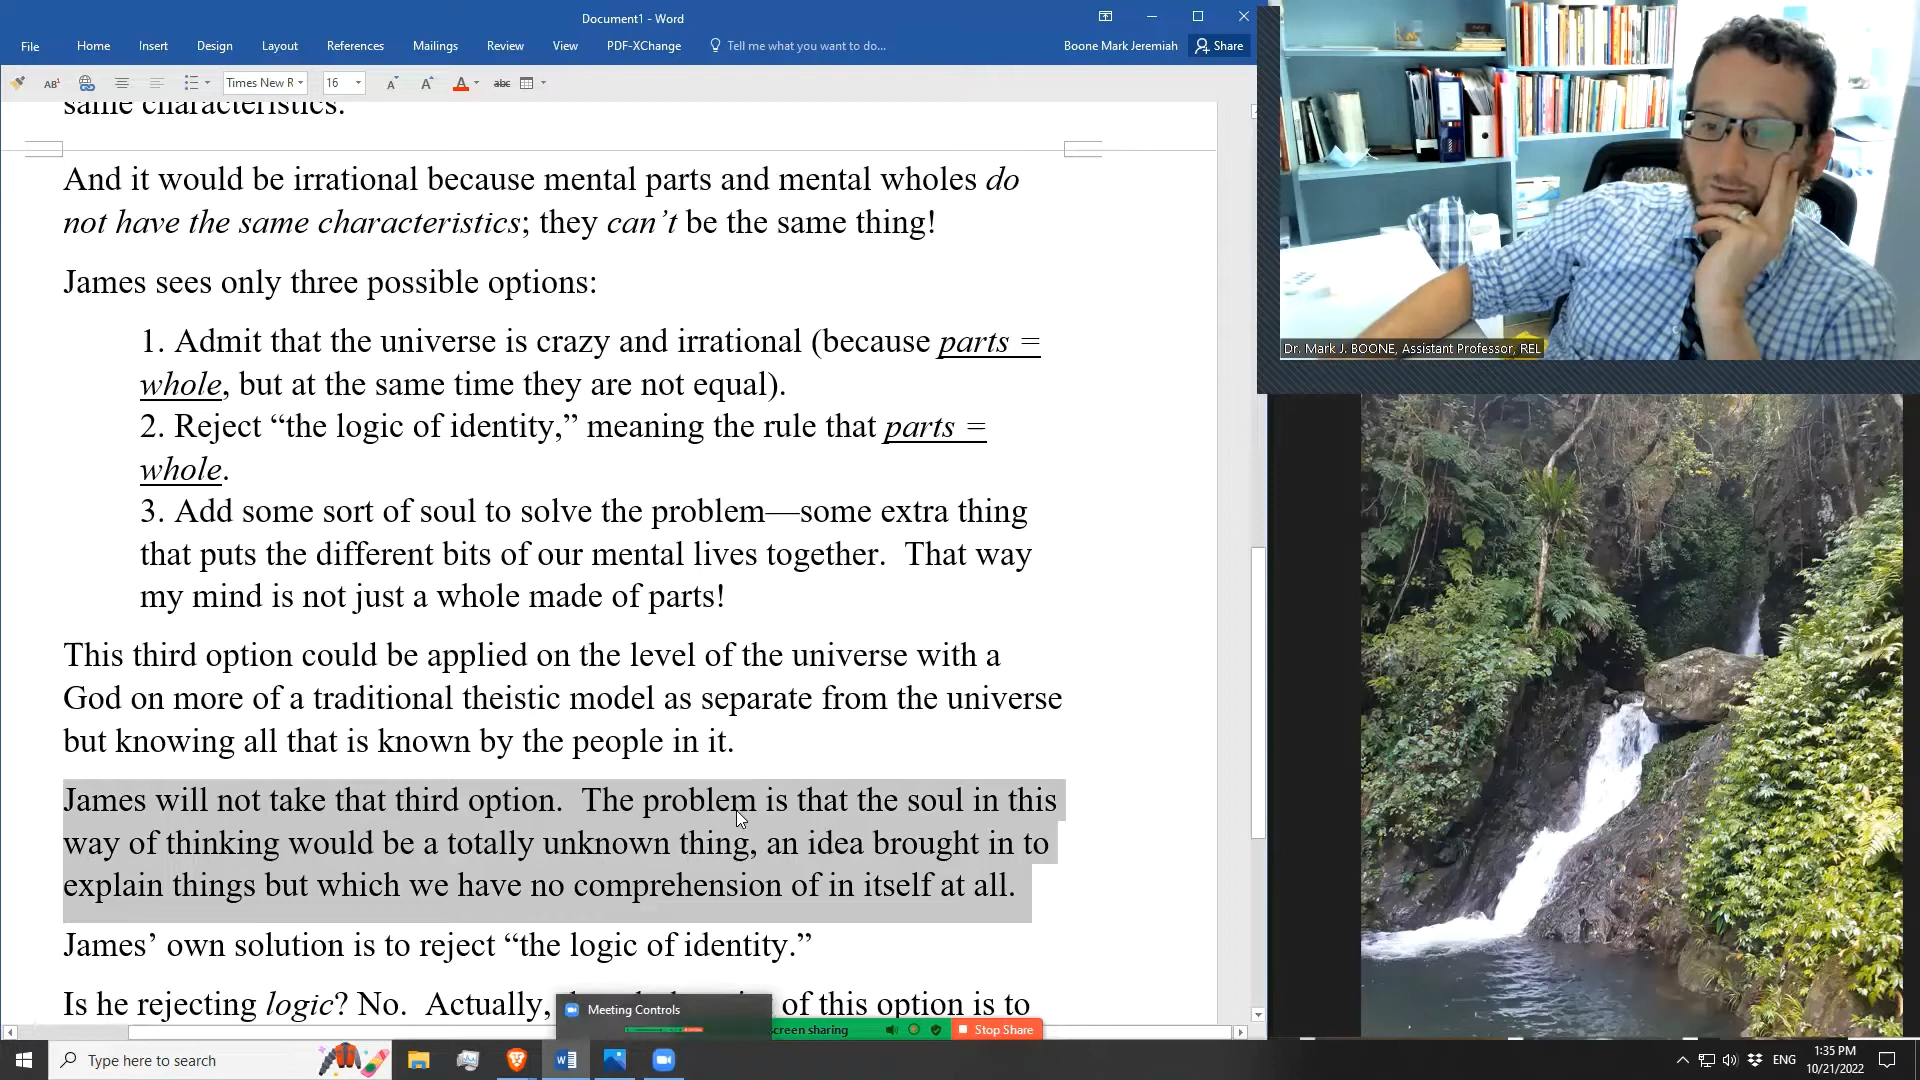 Document1 - Word
File Home Insert Design Layout References Mailings Review View PDF-XChange Tell me what you want to do... Boone Mark Jeremiah Share
Times New R 16
same characteristics.
And it would be irrational because mental parts and mental wholes do
not have the same characteristics; they can’t be the same thing!
James sees only three possible options:
1. Admit that the universe is crazy and irrational (because parts =
whole, but at the same time they are not equal).
2. Reject “the logic of identity,” meaning the rule that parts =
whole.
3. Add some sort of soul to solve the problem—some extra thing
that puts the different bits of our mental lives together. That way
my mind is not just a whole made of parts!
This third option could be applied on the level of the universe with a
God on more of a traditional theistic model as separate from the universe
but knowing all that is known by the people in it.
James will not take that third option. The problem is that the soul in this
way of thinking would be a totally unknown thing, an idea brought in to
explain things but which we have no comprehension of in itself at all.
James’ own solution is to reject “the logic of identity.”
Is he rejecting logic? No. Actually, of this option is to
Meeting Controls
screen sharing Stop Share
Dr. Mark J. BOONE, Assistant Professor, REL
Type here to search
ENG
1:35 PM
10/21/2022